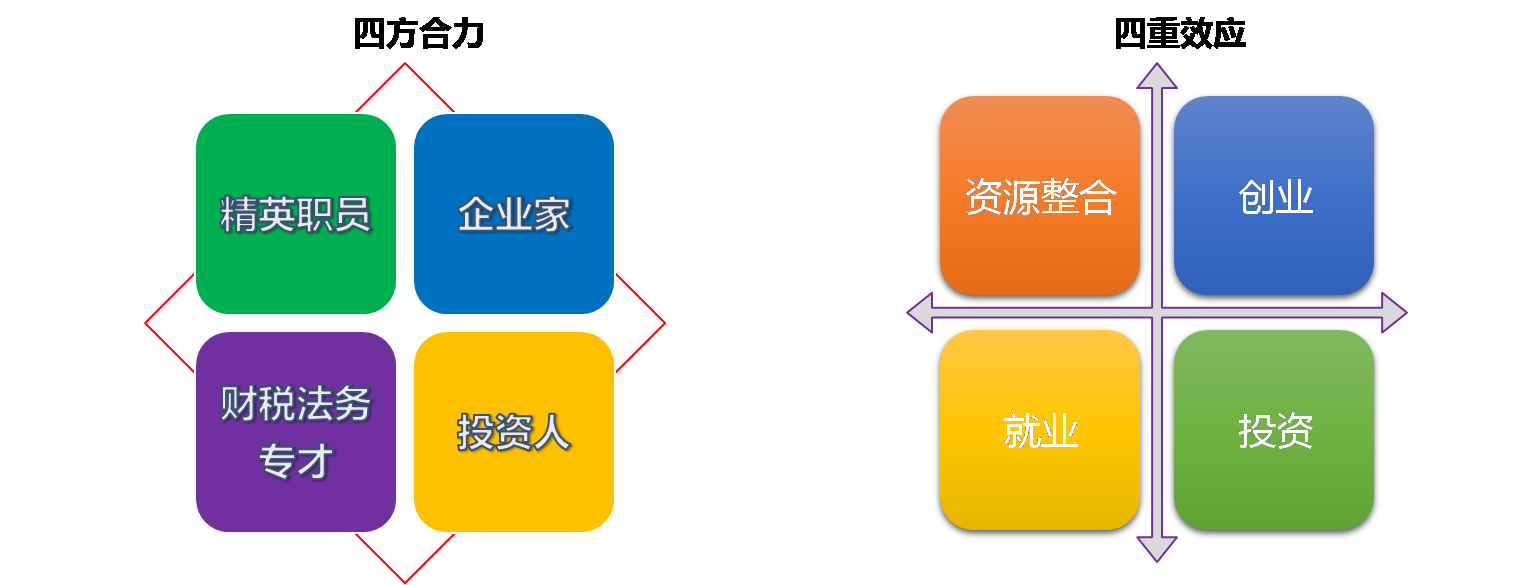 四方合力
精英职员
企业家
财税法务
专才
投资人
四重效应
资源整合
创业
就业
投资